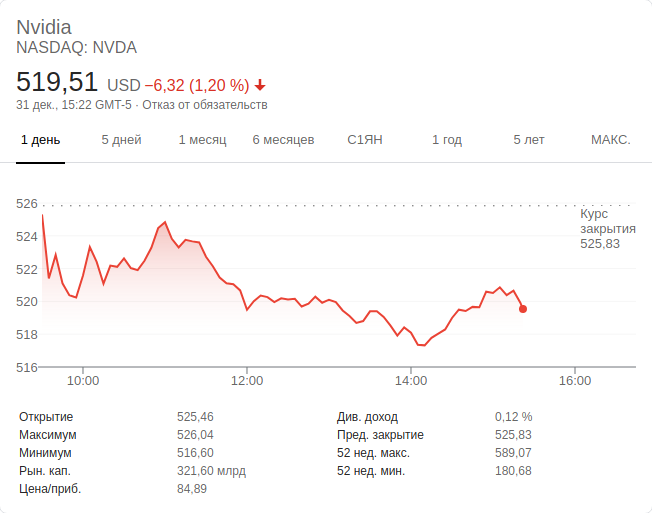 Nvidia
NASDAQ: NVDA
519,51 USD −6,32 (1,20 %)
31 дек., 15:22 GMT-5 · Отказ от обязательств
1 день 5 дней 1 месяц 6 месяцев С1ЯН 1 год 5 лет МАКС.
526
524
522
520
518
516
Курс
закрытия
525,83
10:00 12:00 14:00 16:00
Открытие 525,46
Максимум 526,04
Минимум 516,60
Рын. кап. 321,60 млрд
Цена/приб. 84,89
Див. доход 0,12 %
Пред. закрытие 525,83
52 нед. макс. 589,07
52 нед. мин. 180,68